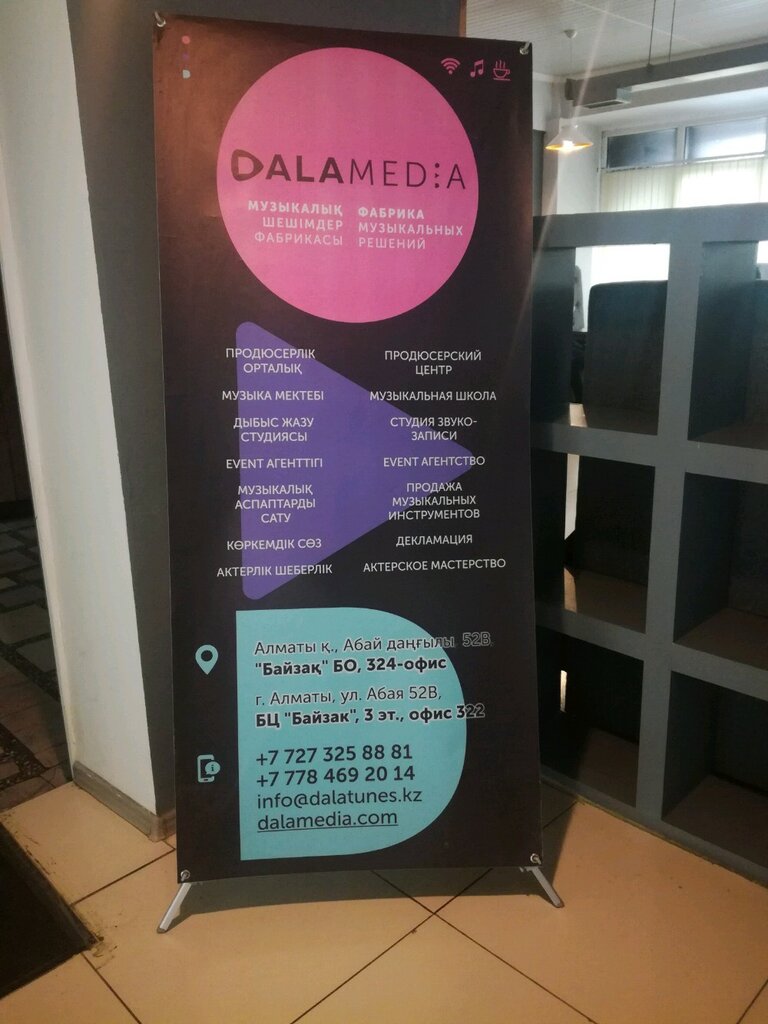 DALAMEDIA
МУЗЫКАЛЫҚ
ШЕШІМДЕР
ФАБРИКАСЫ
ФАБРИКА
МУЗЫКАЛЬНЫХ
РЕШЕНИЙ
ПРОДЮСЕРЛІК
ОРТАЛЫҚ
МУЗЫКА МЕКТЕБІ
ДЫБЫС ЖАЗУ
СТУДИЯСЫ
EVENT АГЕНТТІГІ
МУЗЫКАЛЫҚ
АСПАПТАРДЫ
САТУ
КӨРКЕМДІК СӨЗ
АКТЕРЛІК ШЕБЕРЛІК
ПРОДЮСЕРСКИЙ
ЦЕНТР
МУЗЫКАЛЬНАЯ ШКОЛА
СТУДИЯ ЗВУКО-
ЗАПИСИ
EVENT АГЕНТСТВО
ПРОДАЖА
МУЗЫКАЛЬНЫХ
ИНСТРУМЕНТОВ
ДЕКЛАМАЦИЯ
АКТЕРСКОЕ МАСТЕРСТВО
Алматы қ., Абай даңғылы, 52В,
"Байзақ" БО, 324-офис
г. Алматы, ул. Абая 52В,
БЦ "Байзак", 3 эт., офис 322
+7 727 325 88 81
+7 778 469 20 14
info@dalatunes.kz
dalamedia.com